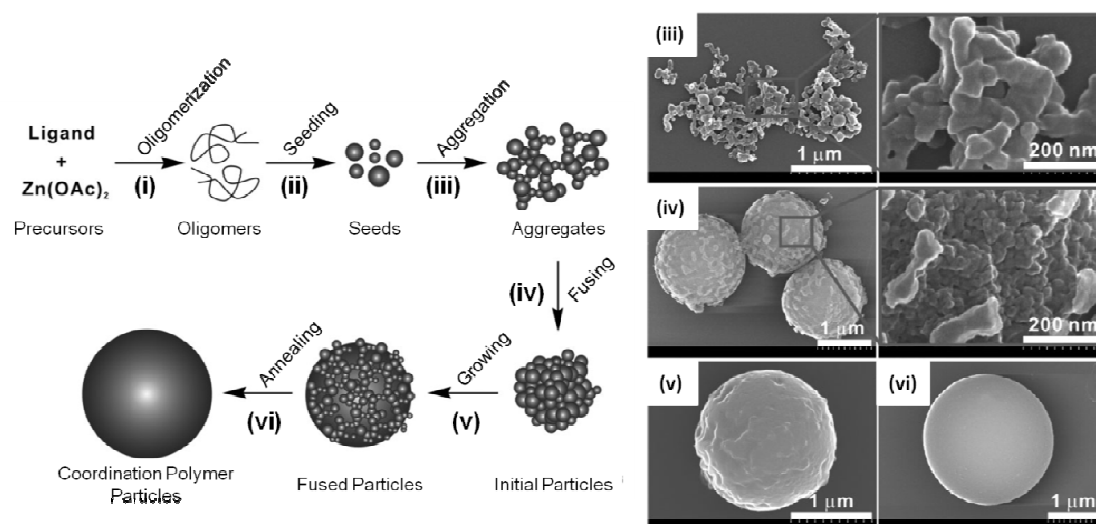 Ligand
+
Zn(OAc)2
Precursors
Oligomerization
(i)
Oligomers
Seeding
(ii)
Seeds
Aggregation
(iii)
Aggregates
(iv)
Fusing
Initial Particles
Growing
(v)
Fused Particles
Annealing
(vi)
Coordination Polymer
Particles
(iii)
1 μm
200 nm
(iv)
1 μm
200 nm
(v)
1 μm
(vi)
1 μm